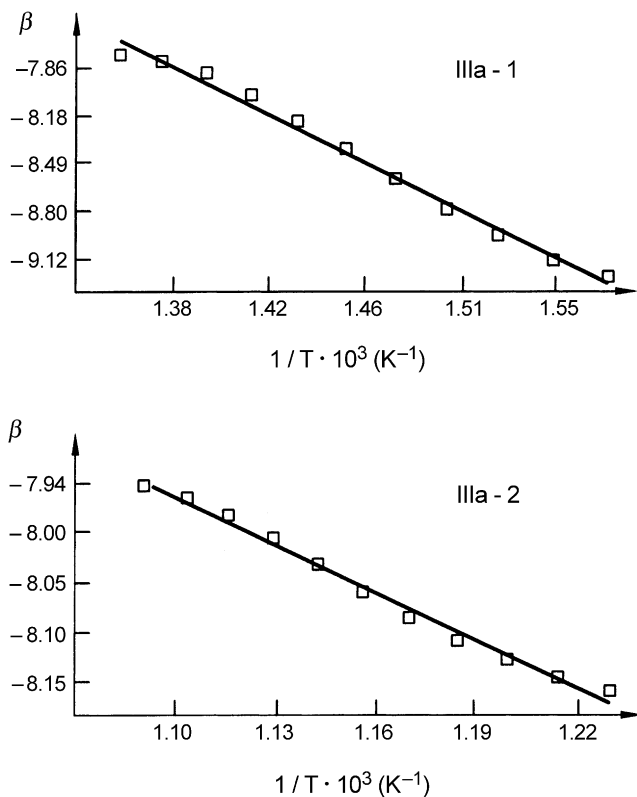 β
IIIa - 1
−7.86
− 8.18
− 8.49
− 8.80
− 9.12
1.38 1.42 1.46 1.51 1.55
1 / T · 10³ (K⁻¹)
β
IIIa - 2
−7.94
− 8.00
− 8.05
− 8.10
−8.15
1.10 1.13 1.16 1.19 1.22
1 / T · 10³ (K⁻¹)